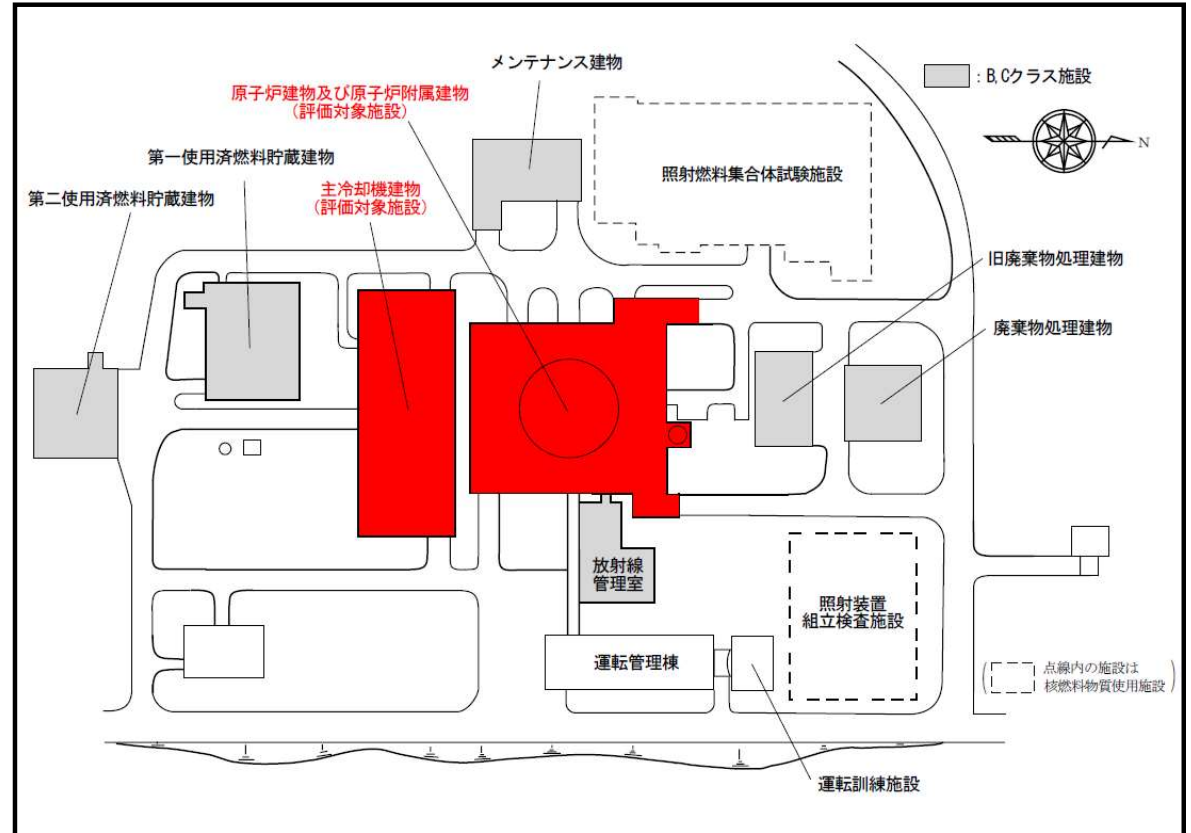 メンテナンス建物
: B,Cクラス施設
原子炉建物及び原子炉附属建物
(評価対象施設)
N
第一使用済燃料貯蔵建物
照射燃料集合体試験施設
主冷却機建物
(評価対象施設)
第二使用済燃料貯蔵建物
旧廃棄物処理建物
廃棄物処理建物
放射線
管理室
照射装置
組立検査施設
運転管理棟
点線内の施設は
核燃料物質使用施設
運転訓練施設